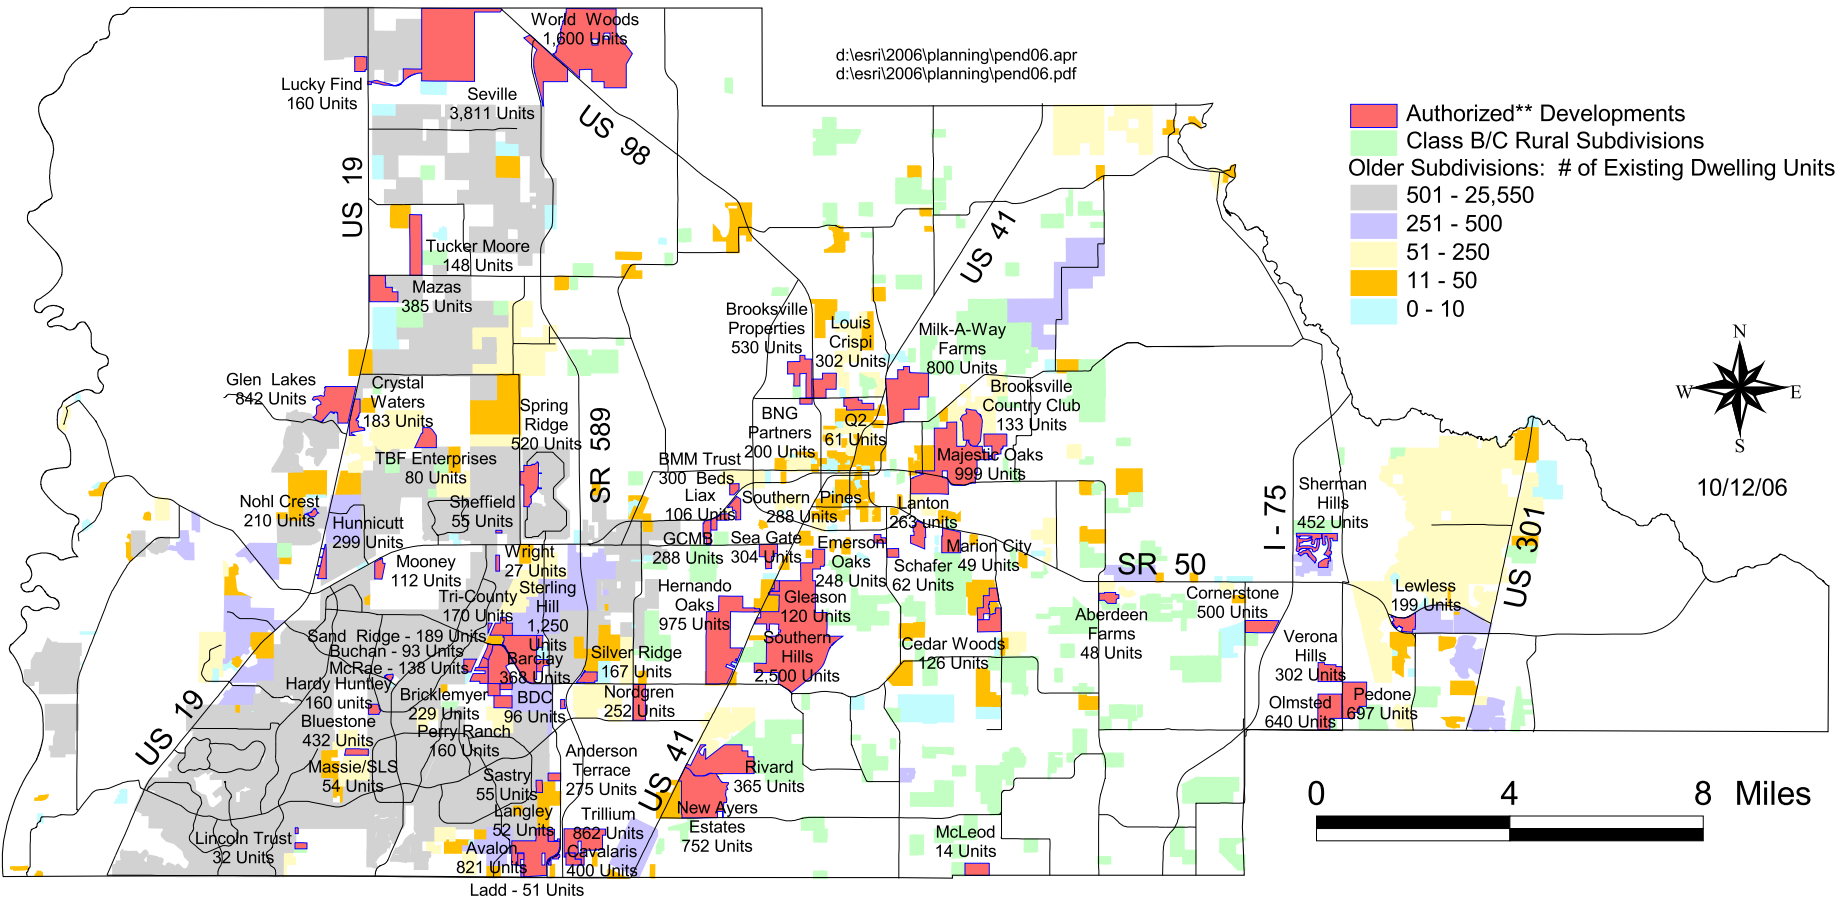 World Woods
1,600 Units
d:\esri\2006\planning\pend06.apr
d:\esri\2006\planning\pend06.pdf
Lucky Find
160 Units
Seville
3,811 Units
US 98
US 19
Authorized** Developments
Class B/C Rural Subdivisions
Older Subdivisions: # of Existing Dwelling Units
501 - 25,550
251 - 500
51 - 250
11 - 50
0 - 10
Tucker Moore
148 Units
Mazas
385 Units
US 41
Brooksville
Properties
530 Units
Louis
Crispi
302 Units
Milk-A-Way
Farms
800 Units
N
W
E
S
10/12/06
Glen Lakes
842 Units
Crystal
Waters
183 Units
Spring
Ridge
520 Units
SR 589
Brooksville
Country Club
133 Units
BNG
Partners
200 Units
Q2
61 Units
TBF Enterprises
80 Units
BMM Trust
300 Beds
Majestic Oaks
999 Units
Nohl Crest
210 Units
Sheffield
55 Units
Liax
106 Units
Southern Pines
288 Units
Lanton
263 units
Sherman
Hills
452 Units
I - 75
US 301
Hunnicutt
299 Units
GCMB
288 Units
Sea Gate
304 Units
Emerson
Oaks
248 Units
Marion City
49 Units
SR 50
Mooney
112 Units
Wright
27 Units
Schafer
62 Units
Tri-County
170 Units
Sterling
Hill
1,250
Units
Hernando
Oaks
975 Units
Gleason
120 Units
Aberdeen
Farms
48 Units
Cornerstone
500 Units
Lewless
199 Units
Sand Ridge - 189 Units
Buchan - 93 Units
McRae - 138 Units
Barclay
368 Units
Silver Ridge
167 Units
Southern
Hills
2,500 Units
Cedar Woods
126 Units
Verona
Hills
302 Units
Hardy Huntley
160 units
Bricklemyer
229 Units
BDC
96 Units
Nordgren
252 Units
Olmsted
640 Units
Pedone
697 Units
US 19
Bluestone
432 Units
Perry Ranch
160 Units
Massie/SLS
54 Units
Sastry
55 Units
Anderson
Terrace
275 Units
US 41
Rivard
365 Units
0 4 8 Miles
Langley
52 Units
Trillium
862 Units
New Ayers
Estates
752 Units
Lincoln Trust
32 Units
Avalon
821 Units
Cavalaris
400 Units
McLeod
14 Units
Ladd - 51 Units